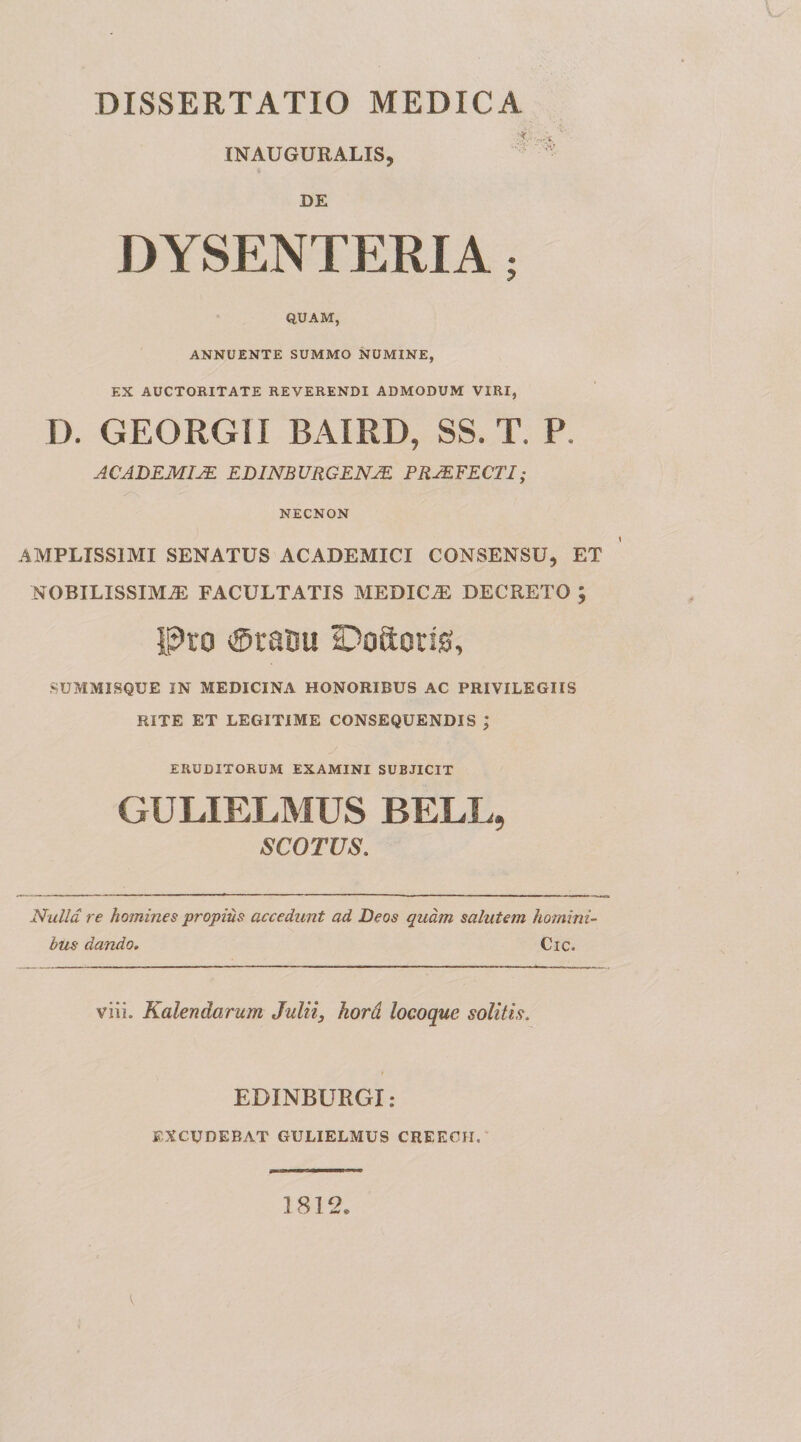 DISSERTATIO MEDICA
INAUGURALIS,
DE
DYSENTERIA;
QUAM,
ANNUENTE SUMMO NUMINE,
EX AUCTORITATE REVERENDI ADMODUM VIRI,
D. GEORGII BAIRD, SS. T. P.
ACADEMIÆ EDINBURGENÆ PRÆFECTI;
NECNON
AMPLISSIMI SENATUS ACADEMICI CONSENSU, ET
NOBILISSIMÆ FACULTATIS MEDICÆ DECRETO;
Pro Gradu Doctoris,
SUMMISQUE IN MEDICINA HONORIBUS AC PRIVILEGIIS
RITE ET LEGITIME CONSEQUENDIS;
ERUDITORUM EXAMINI SUBJICIT
GULIELMUS BELL,
SCOTUS.
Nullâ re homines propiùs accedunt ad Deos quàm salutem homini-
bus dando. CIC.
viii. Kalendarum Julii, horâ locoque solitis.
EDINBURGI:
EXCUDEBAT GULIELMUS CREECH.
1812.